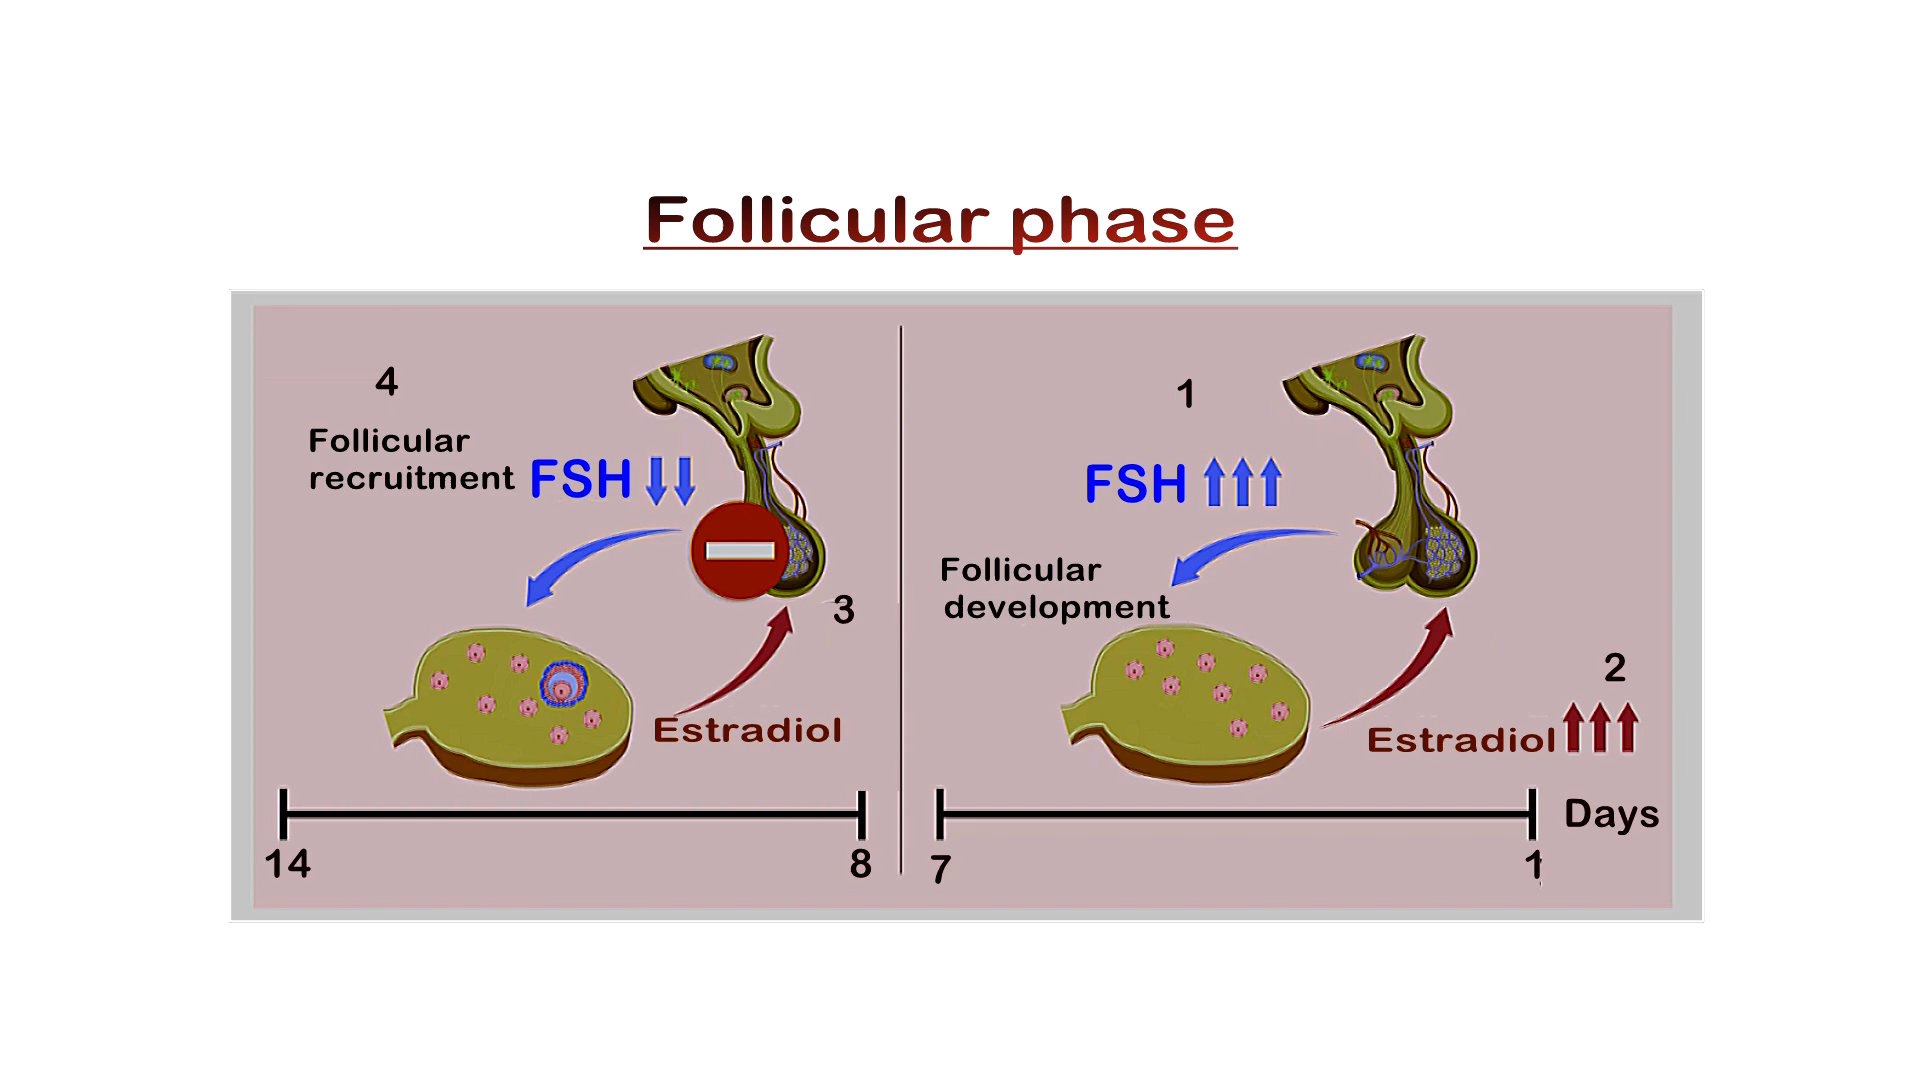 Follicular phase
4
Follicular
recruitment
FSH
3
Estradiol
14
8
1
FSH
Follicular
development
2
Estradiol
Days
7
1